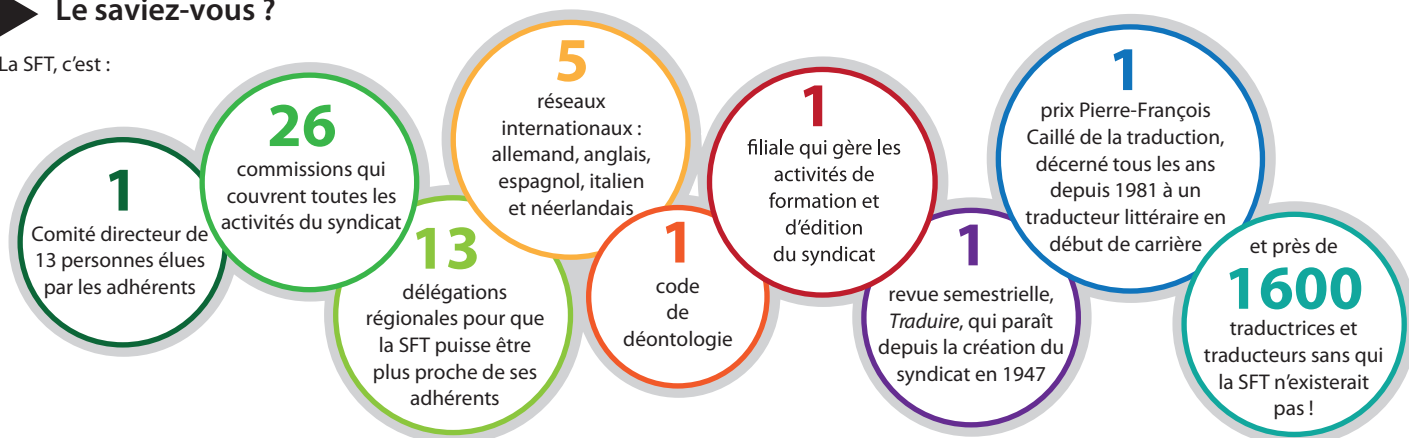 Le saviez-vous ?
La SFT, c'est :
1
Comité directeur de
13 personnes élues
par les adhérents
26
commissions qui
couvrent toutes les
activités du syndicat
13
délégations
régionales pour que
la SFT puisse être
plus proche de ses
adhérents
5
réseaux
internationaux :
allemand, anglais,
espagnol, italien
et néerlandais
1
code
de
déontologie
1
filiale qui gère les
activités de
formation et
d'édition
du syndicat
1
revue semestrielle,
Traduire, qui paraît
depuis la création du
syndicat en 1947
1
prix Pierre-François
Caillé de la traduction,
décerné tous les ans
depuis 1981 à un
traducteur littéraire en
début de carrière
et près de
1600
traductrices et
traducteurs sans qui
la SFT n'existerait
pas !